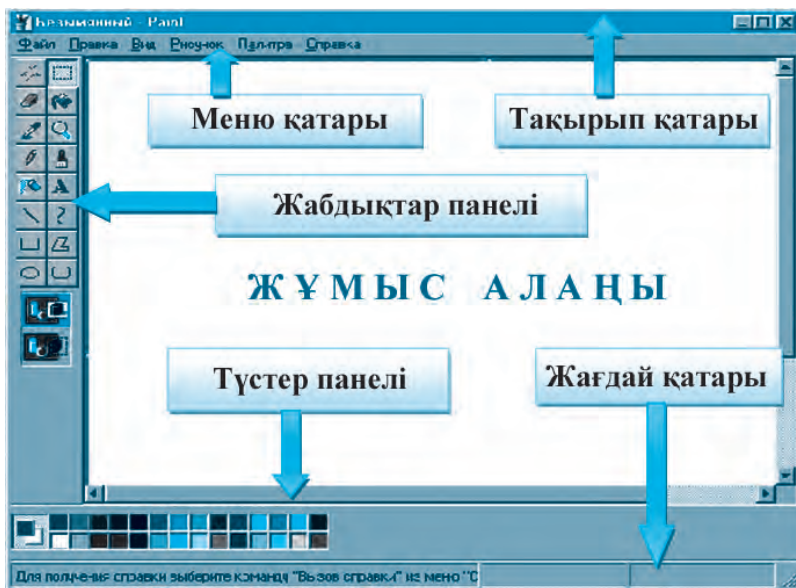 Безымянный - Paint
Файл Правка Вид Рисунок Палитра Справка
Меню қатары
Тақырып қатары
Жабдықтар панелі
ЖҰМЫС АЛАҢЫ
Түстер панелі
Жағдай қатары
Для получения справки выберите команду "Вызов справки" из меню "С